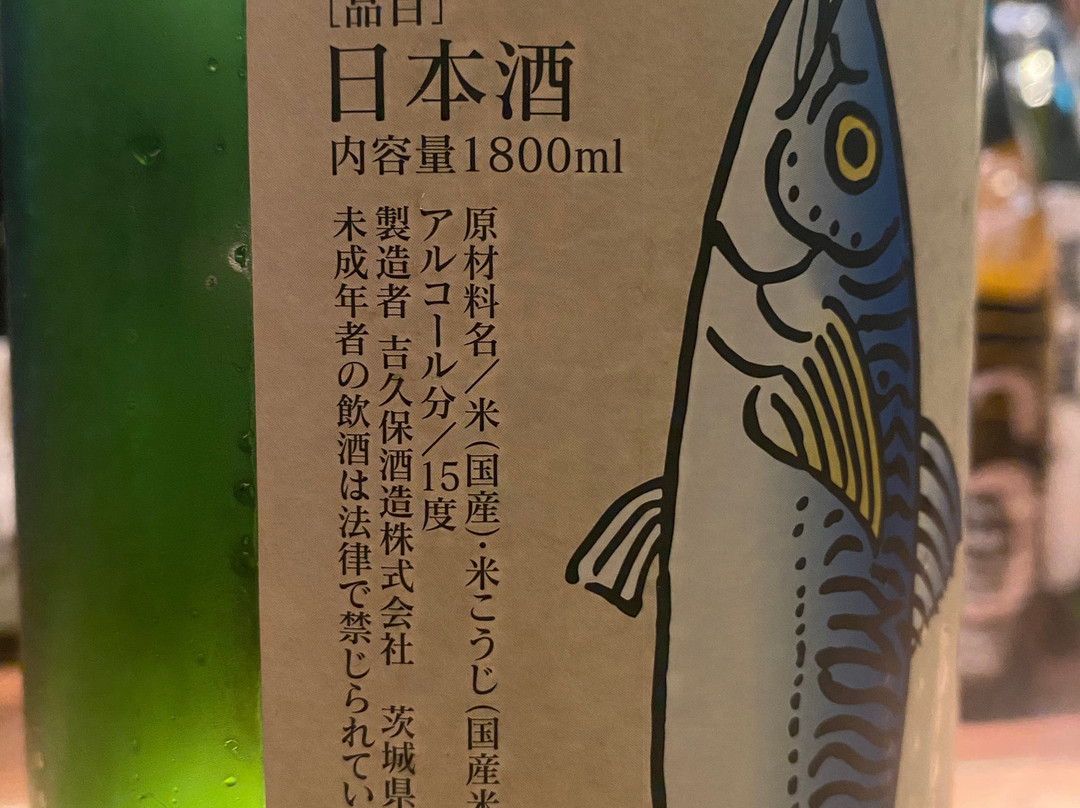 [品目]
日本酒
内容量1800ml
原材料名／米(国産)・米こうじ(国産米
アルコール分／15度
製造者 吉久保酒造株式会社 茨城県
未成年者の飲酒は法律で禁じられてい